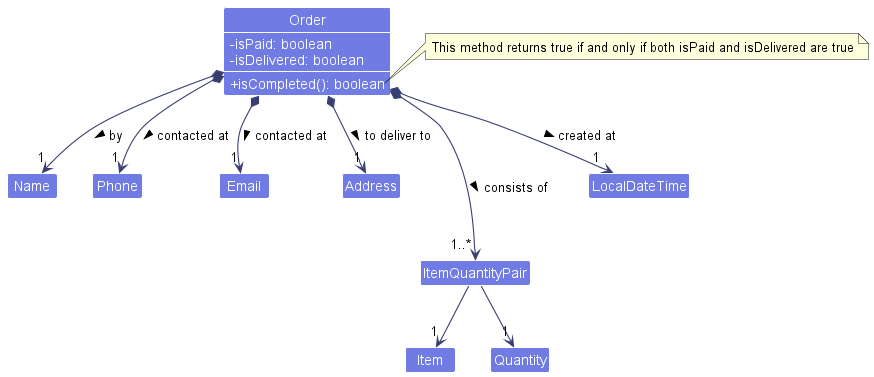 Order
-isPaid: boolean
-isDelivered: boolean
+isCompleted(): boolean
This method returns true if and only if both isPaid and isDelivered are true
by
contacted at
contacted at
to deliver to
created at
1
1
1
1
1
Name
Phone
Email
Address
LocalDateTime
consists of
1..*
ItemQuantityPair
1
1
Item
Quantity